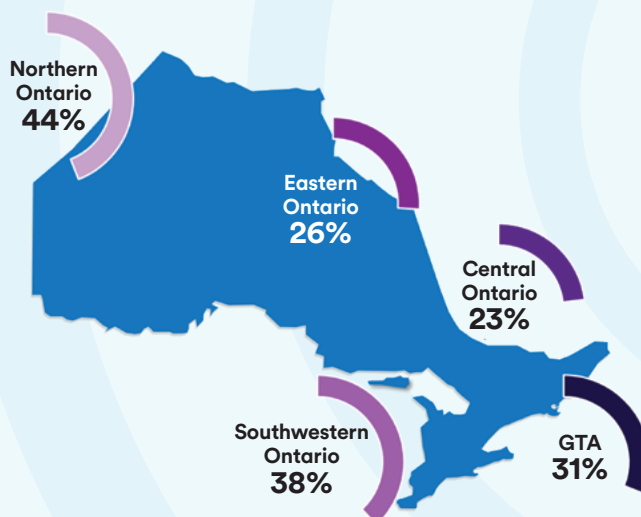 Northern
Ontario
44%
Eastern
Ontario
26%
Central
Ontario
23%
Southwestern
Ontario
38%
GTA
31%